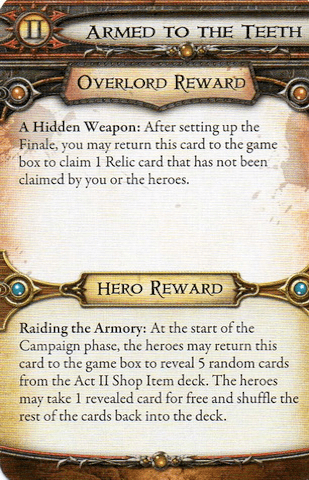 II
ARMED TO THE TEETH
OVERLORD REWARD
A Hidden Weapon: After setting up the
Finale, you may return this card to the game
box to claim 1 Relic card that has not been
claimed by you or the heroes.
HERO REWARD
Raiding the Armory: At the start of the
Campaign phase, the heroes may return this
card to the game box to reveal 5 random cards
from the Act II Shop Item deck. The heroes
may take 1 revealed card for free and shuffle the
rest of the cards back into the deck.